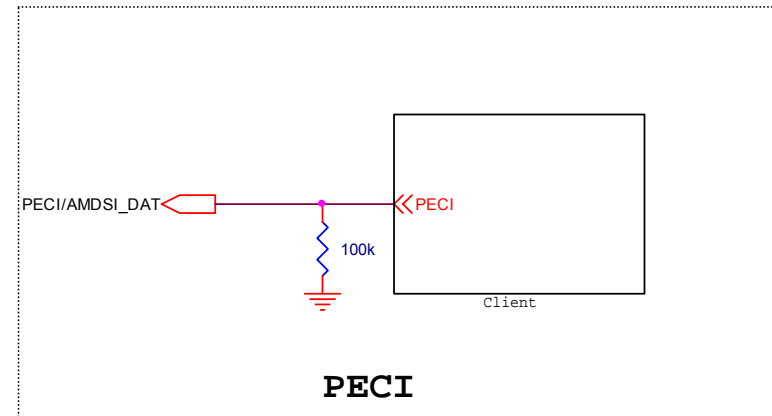 PECI/AMDSI_DAT
PECI
100k
Client
PECI